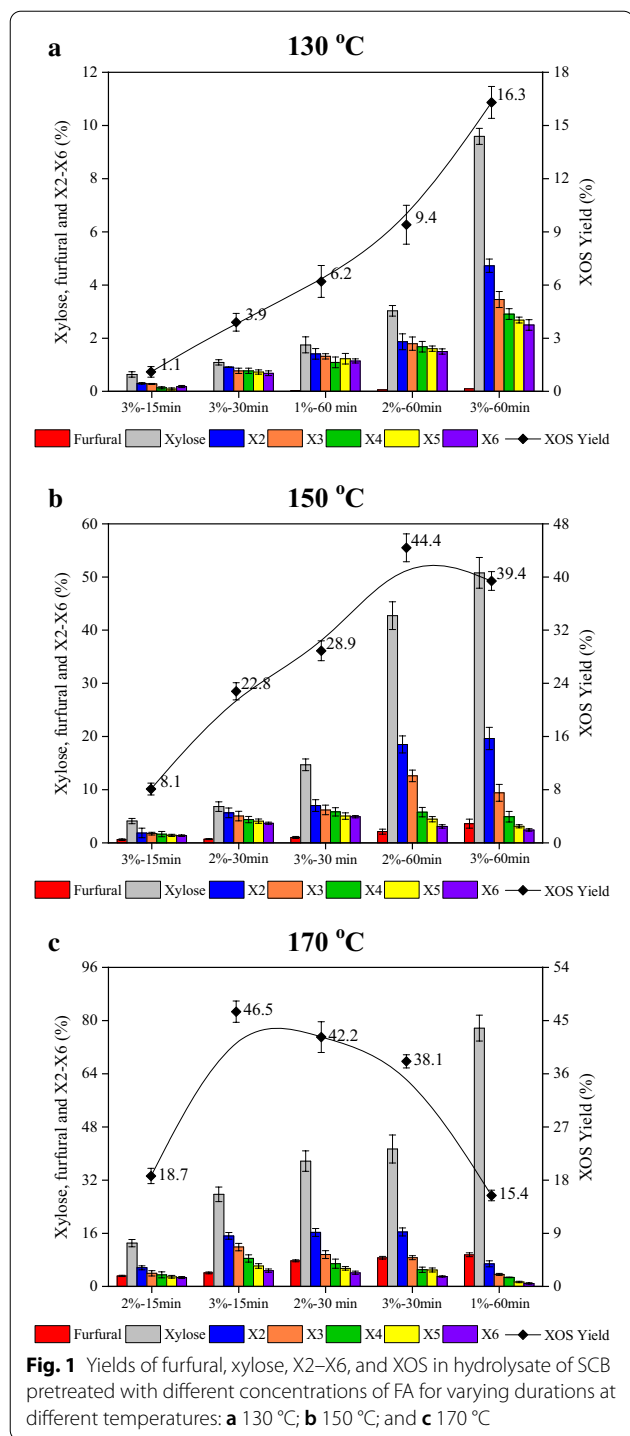 a
130 °C
Xylose, furfural and X2-X6 (%)
12
10
8
6
4
2
0
XOS Yield (%)
18
15
12
9
6
3
0
1.1
3.9
6.2
9.4
16.3
3%-15min
3%-30min
1%-60 min
2%-60min
3%-60min
Furfural
Xylose
X2
X3
X4
X5
X6
XOS Yield
b
150 °C
Xylose, furfural and X2-X6 (%)
60
50
40
30
20
10
0
XOS Yield (%)
48
40
32
24
16
8
0
8.1
22.8
28.9
44.4
39.4
3%-15min
2%-30min
3%-30 min
2%-60min
3%-60min
Furfural
Xylose
X2
X3
X4
X5
X6
XOS Yield
c
170 °C
Xylose, furfural and X2-X6 (%)
96
80
64
48
32
16
0
XOS Yield (%)
54
45
36
27
18
9
0
18.7
46.5
42.2
38.1
15.4
2%-15min
3%-15min
2%-30 min
3%-30min
1%-60min
Furfural
Xylose
X2
X3
X4
X5
X6
XOS Yield
Fig. 1 Yields of furfural, xylose, X2–X6, and XOS in hydrolysate of SCB
pretreated with different concentrations of FA for varying durations at
different temperatures: a 130 °C; b 150 °C; and c 170 °C